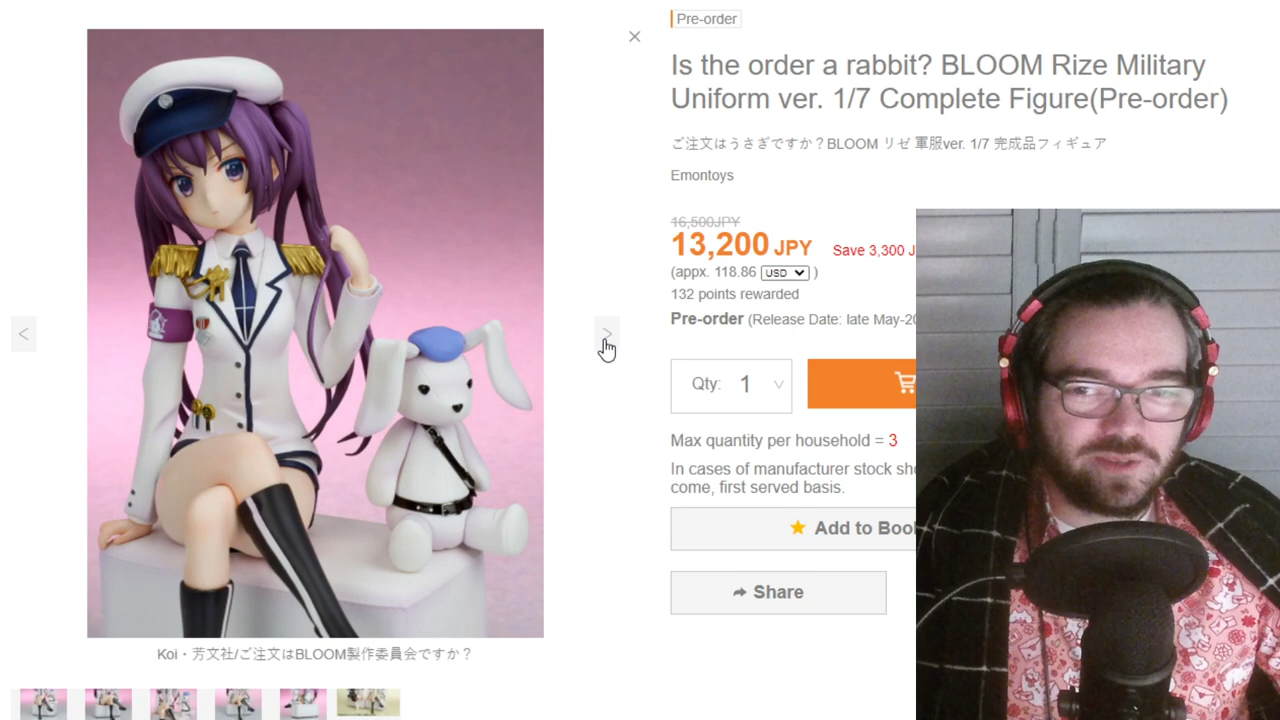 Pre-order
Is the order a rabbit? BLOOM Rize Military
Uniform ver. 1/7 Complete Figure(Pre-order)
ご注文はうさぎですか？BLOOM リゼ 軍服ver. 1/7 完成品フィギュア
Emontoys
16,500JPY
13,200 JPY Save 3,300 J
(appx. 118.86 USD )
132 points rewarded
Pre-order (Release Date: late May-20
Qty: 1
Max quantity per household = 3
In cases of manufacturer stock sho
come, first served basis.
Add to Boo
Share
Koi・芳文社/ご注文はBLOOM製作委員会ですか？